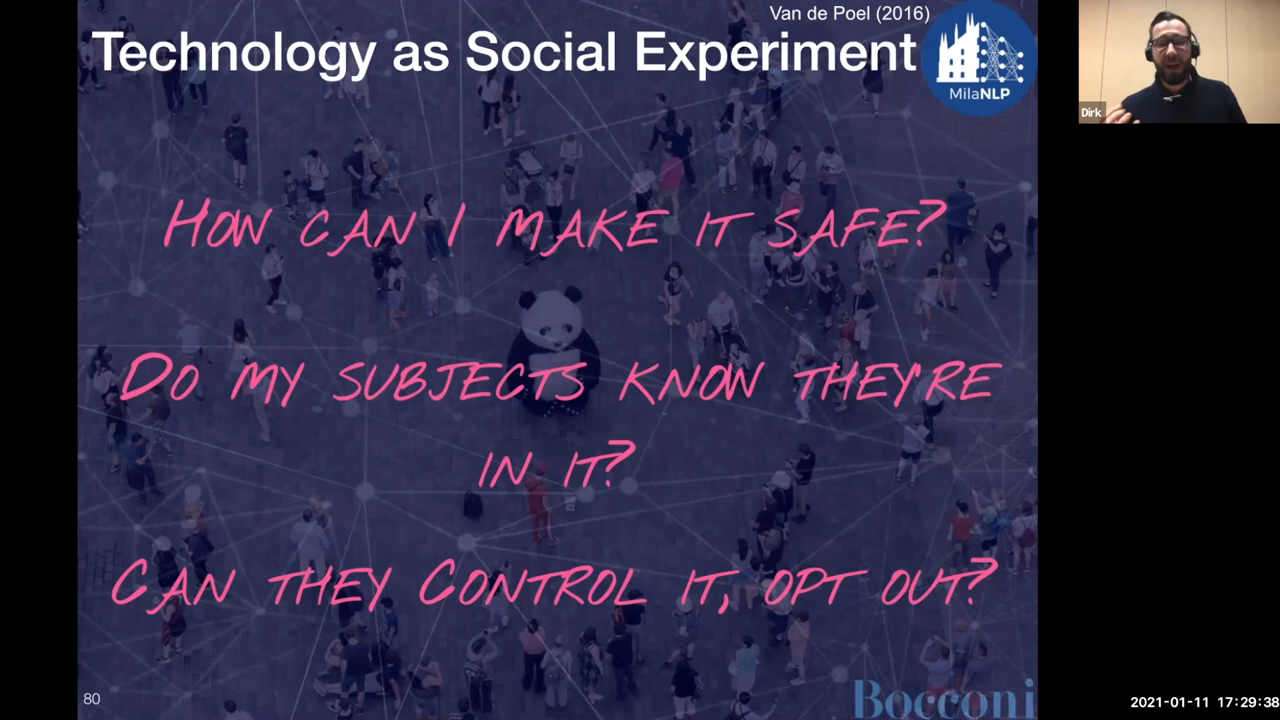 Van de Poel (2016)
Technology as Social Experiment
MilaNLP
Dirk
HOW CAN I MAKE IT SAFE?
DO MY SUBJECTS KNOW THEY'RE
IN IT?
CAN THEY CONTROL IT, OPT OUT?
80
Bocconi
2021-01-11 17:29:38